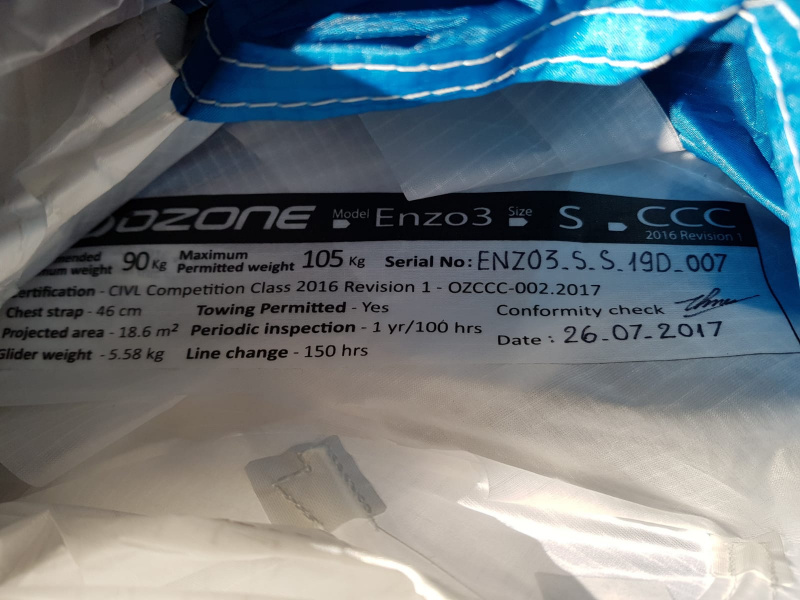 OZONE Model Enzo3 Size S CCC
2016 Revision 1
weight 90 Kg Maximum Permitted weight 105 Kg Serial No: ENZO3_S_S_19D_007
- CIVL Competition Class 2016 Revision 1 - OZCCC-002.2017
Chest strap - 46 cm Towing Permitted - Yes Conformity check
Projected area - 18.6 m² Periodic inspection - 1 yr/100 hrs
Glider weight - 5.58 kg Line change - 150 hrs Date : 26-07-2017